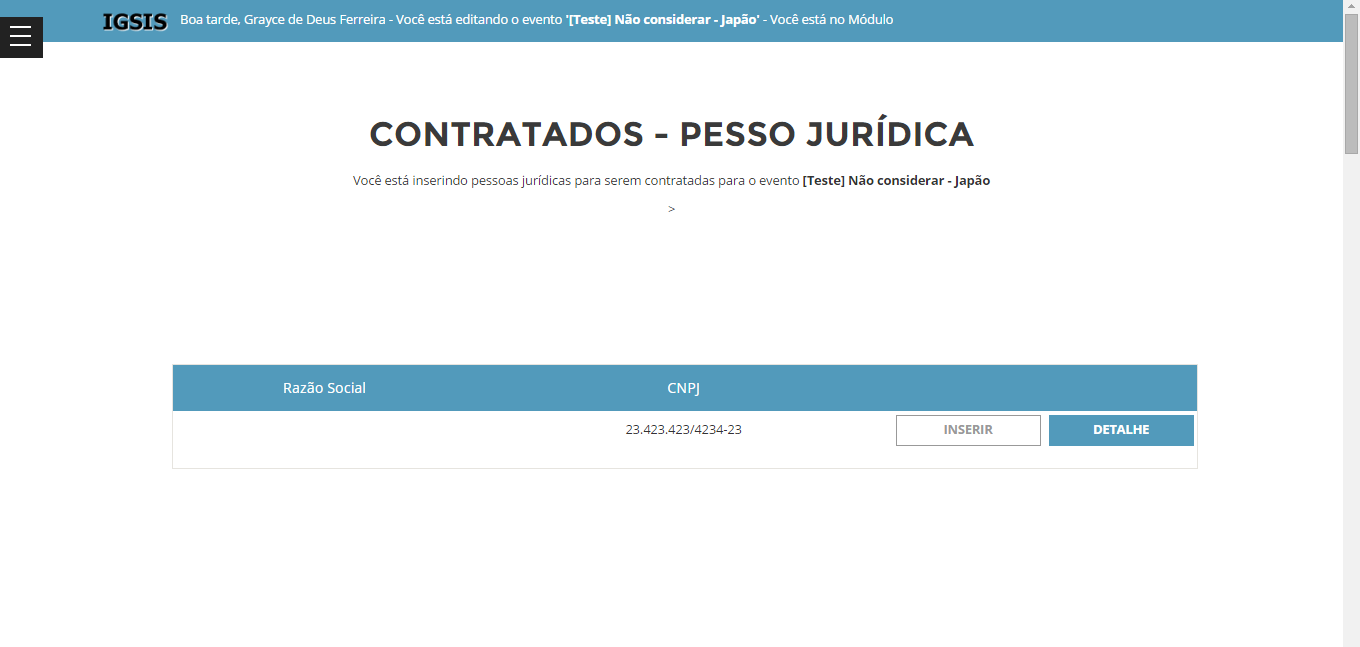 IGSIS Boa tarde, Grayce de Deus Ferreira - Você está editando o evento '[Teste] Não considerar - Japão' - Você está no Módulo
CONTRATADOS - PESSO JURÍDICA
Você está inserindo pessoas jurídicas para serem contratadas para o evento [Teste] Não considerar - Japão
>
Razão Social CNPJ
23.423.423/4234-23 INSERIR DETALHE